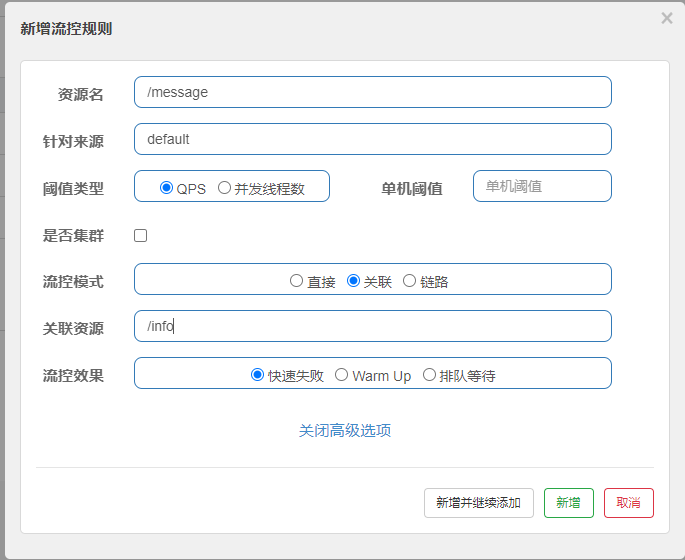 新增流控规则 ×
资源名 /message
针对来源 default
阈值类型 QPS 并发线程数 单机阈值 单机阈值
是否集群
流控模式 直接 关联 链路
关联资源 /info
流控效果 快速失败 Warm Up 排队等待
关闭高级选项
新增并继续添加 新增 取消